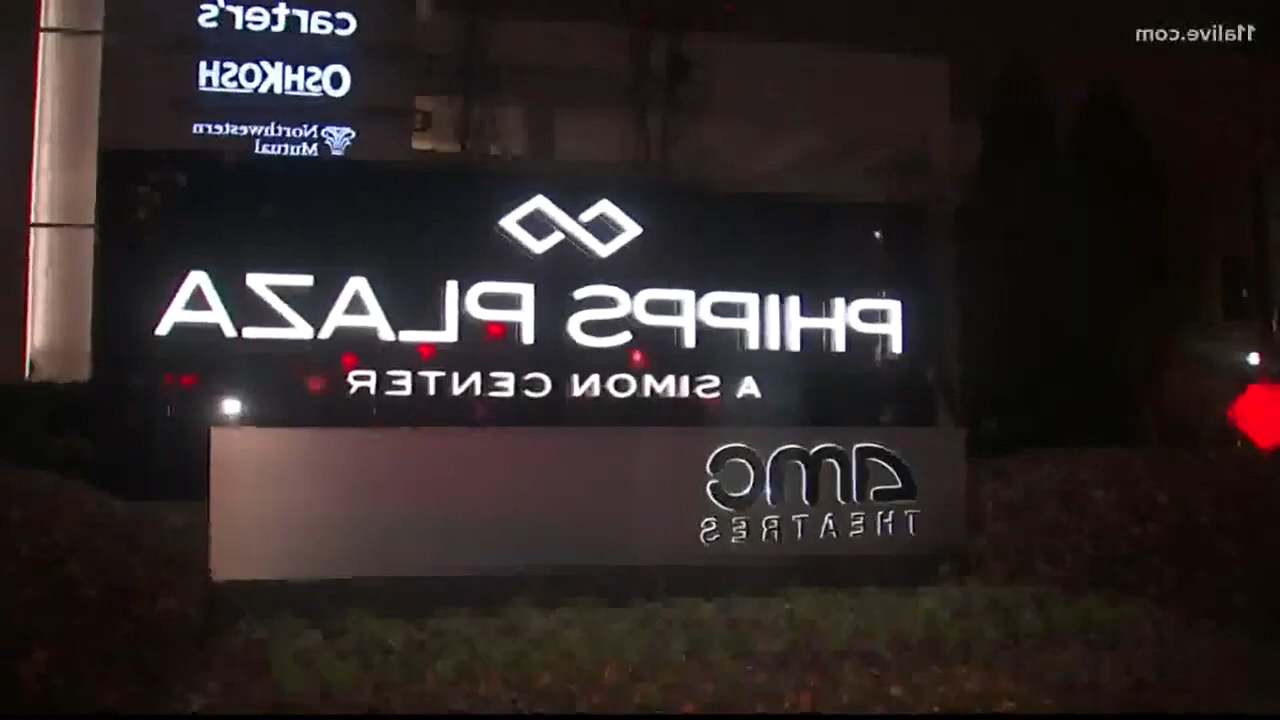 carter's
OSHKOSH
Northwestern
Mutual
11alive.com
PHIPPS PLAZA
A SIMON CENTER
amc
THEATRES